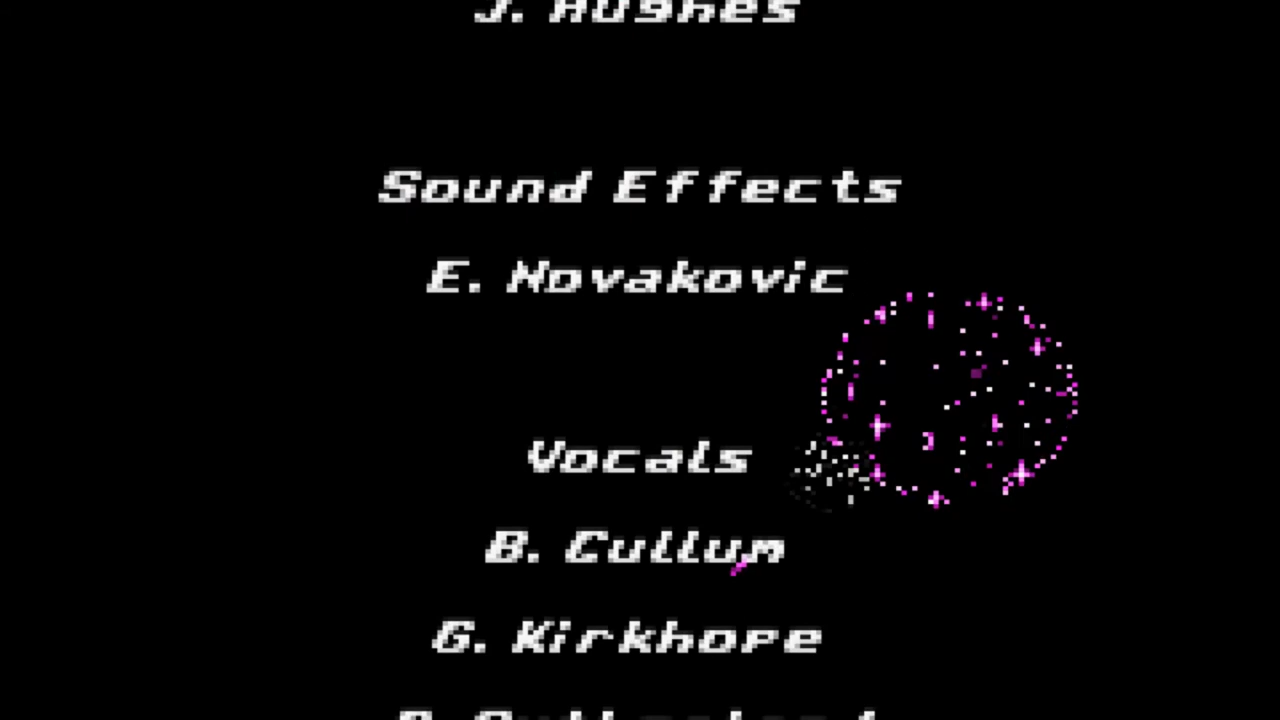 J. Hughes
Sound Effects
E. Novakovic
Vocals
B. Cullum
G. Kirkhope